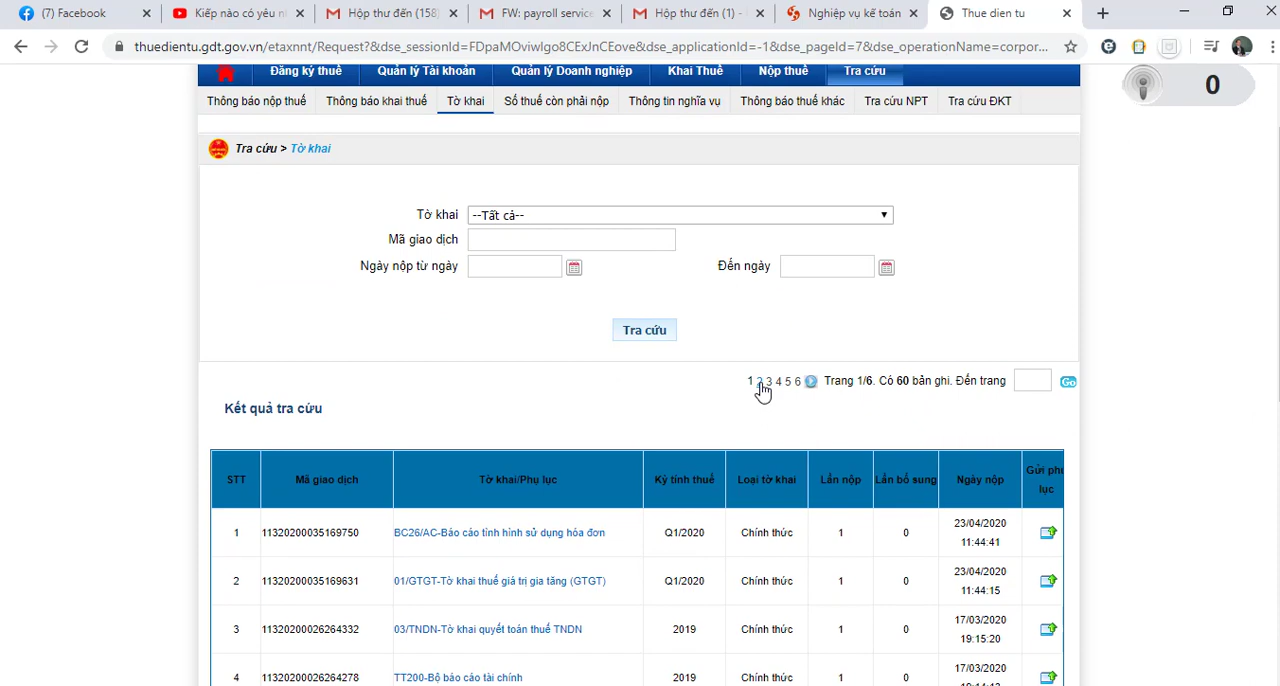 (7) Facebook
Kiếp nào có yêu nh
Hộp thư đến (158)
FW: payroll service
Hộp thư đến (1) -
Nghiệp vụ kế toán
Thue dien tu
thuedientu.gdt.gov.vn/etaxnnt/Request?&dse_sessionId=FDpaMOviwIgo8CExJnCEove&dse_applicationId=-1&dse_pageId=7&dse_operationName=corpor...
0
Đăng ký thuế Quản lý Tài khoản Quản lý Doanh nghiệp Khai Thuế Nộp thuế Tra cứu
Thông báo nộp thuế Thông báo khai thuế Tờ khai Số thuế còn phải nộp Thông tin nghĩa vụ Thông báo thuế khác Tra cứu NPT Tra cứu ĐKT
Tra cứu > Tờ khai
Tờ khai --Tất cả--
Mã giao dịch
Ngày nộp từ ngày Đến ngày
Tra cứu
1 2 3 4 5 6 Trang 1/6. Có 60 bản ghi. Đến trang Go
Kết quả tra cứu
STT Mã giao dịch Tờ khai/Phụ lục Kỳ tính thuế Loại tờ khai Lần nộp Lần bổ sung Ngày nộp Gửi phụ lục
1 11320200035169750 BC26/AC-Báo cáo tình hình sử dụng hóa đơn Q1/2020 Chính thức 1 0 23/04/2020 11:44:41
2 11320200035169631 01/GTGT-Tờ khai thuế giá trị gia tăng (GTGT) Q1/2020 Chính thức 1 0 23/04/2020 11:44:15
3 11320200026264332 03/TNDN-Tờ khai quyết toán thuế TNDN 2019 Chính thức 1 0 17/03/2020 19:15:20
4 11320200026264278 TT200-Bộ báo cáo tài chính 2019 Chính thức 1 0 17/03/2020